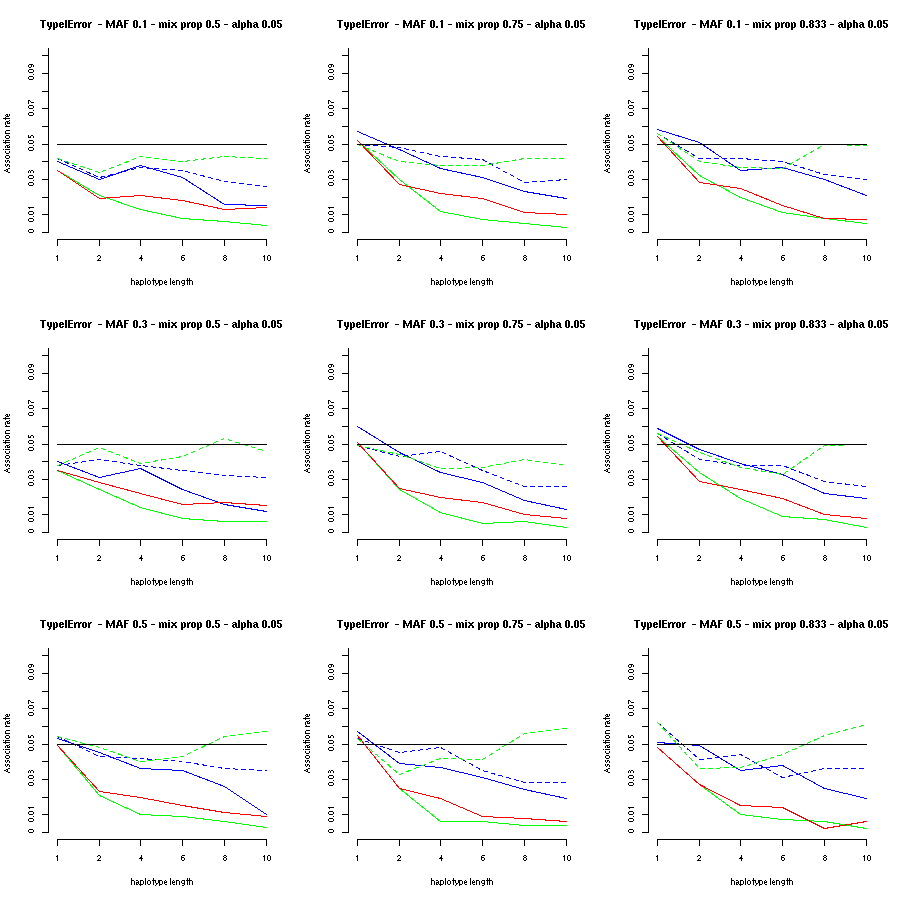 TypeIError - MAF 0.1 - mix prop 0.5 - alpha 0.05
Association rate
0 0.01 0.03 0.05 0.07 0.09
1 2 4 6 8 10
haplotype length
TypeIError - MAF 0.1 - mix prop 0.75 - alpha 0.05
Association rate
0 0.01 0.03 0.05 0.07 0.09
1 2 4 6 8 10
haplotype length
TypeIError - MAF 0.1 - mix prop 0.833 - alpha 0.05
Association rate
0 0.01 0.03 0.05 0.07 0.09
1 2 4 6 8 10
haplotype length
TypeIError - MAF 0.3 - mix prop 0.5 - alpha 0.05
Association rate
0 0.01 0.03 0.05 0.07 0.09
1 2 4 6 8 10
haplotype length
TypeIError - MAF 0.3 - mix prop 0.75 - alpha 0.05
Association rate
0 0.01 0.03 0.05 0.07 0.09
1 2 4 6 8 10
haplotype length
TypeIError - MAF 0.3 - mix prop 0.833 - alpha 0.05
Association rate
0 0.01 0.03 0.05 0.07 0.09
1 2 4 6 8 10
haplotype length
TypeIError - MAF 0.5 - mix prop 0.5 - alpha 0.05
Association rate
0 0.01 0.03 0.05 0.07 0.09
1 2 4 6 8 10
haplotype length
TypeIError - MAF 0.5 - mix prop 0.75 - alpha 0.05
Association rate
0 0.01 0.03 0.05 0.07 0.09
1 2 4 6 8 10
haplotype length
TypeIError - MAF 0.5 - mix prop 0.833 - alpha 0.05
Association rate
0 0.01 0.03 0.05 0.07 0.09
1 2 4 6 8 10
haplotype length